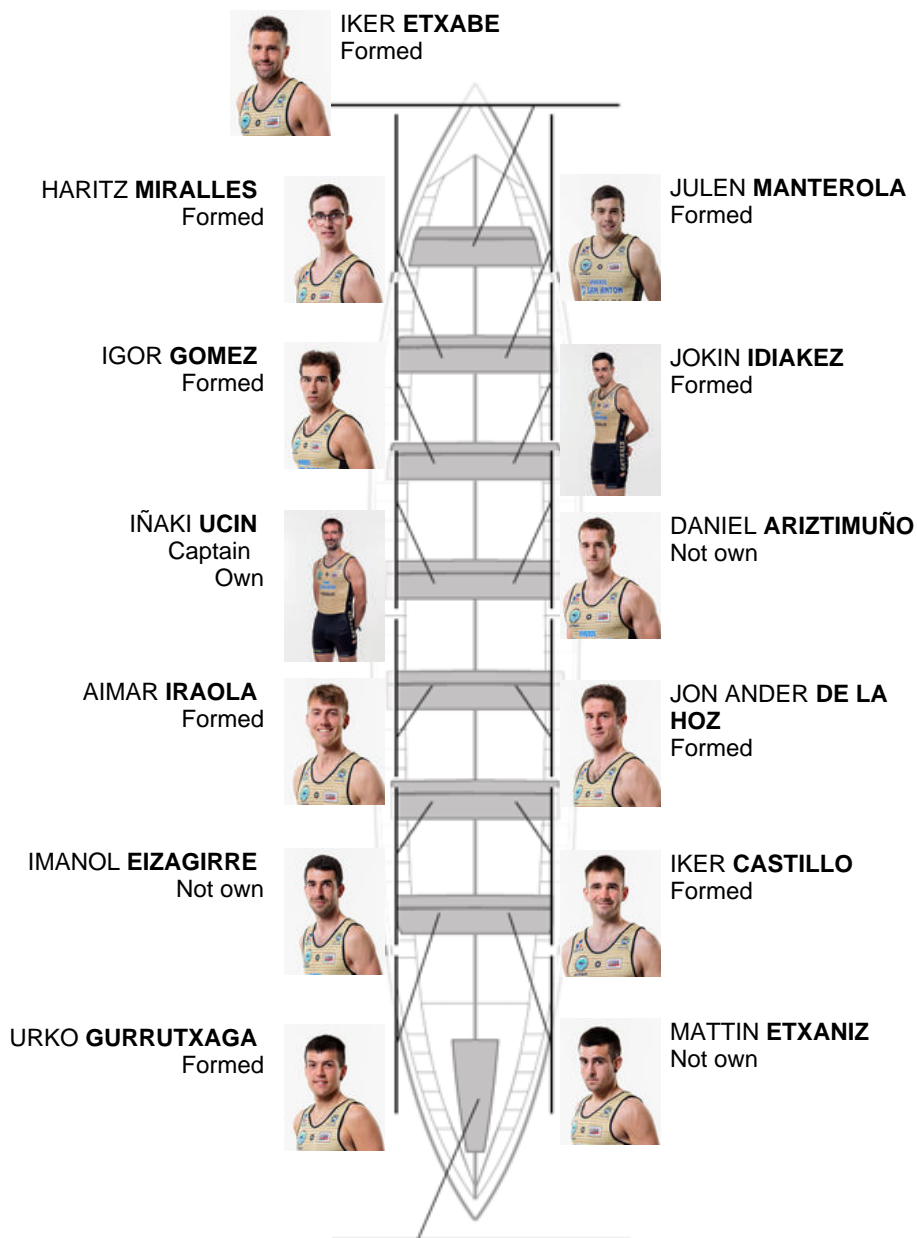 IKER ETXABE
Formed
HARITZ MIRALLES
Formed
JULEN MANTEROLA
Formed
IGOR GOMEZ
Formed
JOKIN IDIAKEZ
Formed
IÑAKI UCIN
Captain
Own
DANIEL ARIZTIMUÑO
Not own
AIMAR IRAOLA
Formed
JON ANDER DE LA
HOZ
Formed
IMANOL EIZAGIRRE
Not own
IKER CASTILLO
Formed
URKO GURRUTXAGA
Formed
MATTIN ETXANIZ
Not own